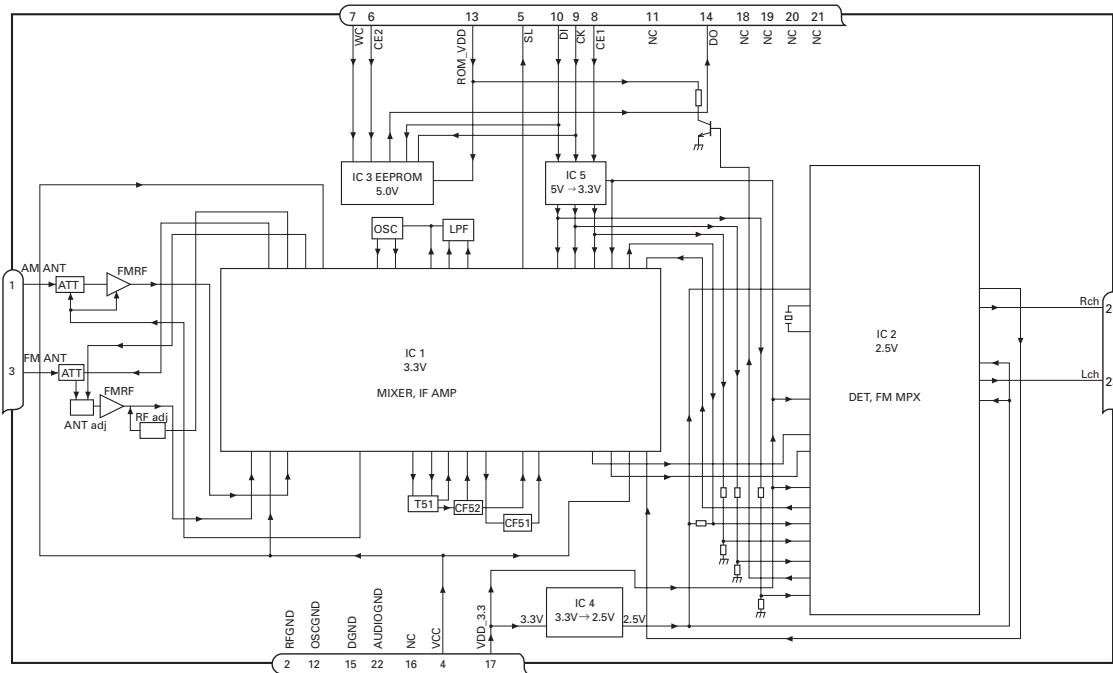 7 6 13 5 10 9 8 11 14 18 19 20 21
WC
CE2
ROM_VDD
SL
DI
CK
CE1
NC
DO
NC
NC
NC
NC
IC 3 EEPROM
5.0V
IC 5
5V → 3.3V
OSC
LPF
AM ANT
1
ATT
FMRF
FM ANT
3
ATT
FMRF
ANT adj
RF adj
IC 1
3.3V
MIXER, IF AMP
IC 2
2.5V
DET, FM MPX
Rch
Lch
T51
CF52
CF51
IC 4
3.3V → 2.5V
3.3V
2.5V
RFGND
OSCGND
DGND
AUDIOGND
NC
VCC
VDD_3.3
2 12 15 22 16 4 17